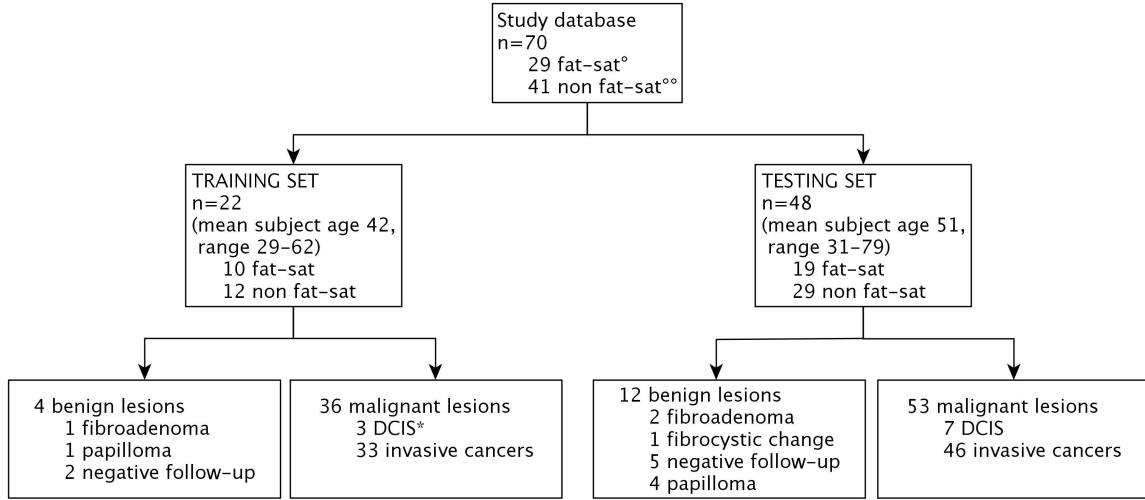 Study database
n=70
29 fat-sat°
41 non fat-sat°°
TRAINING SET
n=22
(mean subject age 42,
range 29-62)
10 fat-sat
12 non fat-sat
TESTING SET
n=48
(mean subject age 51,
range 31-79)
19 fat-sat
29 non fat-sat
4 benign lesions
1 fibroadenoma
1 papilloma
2 negative follow-up
36 malignant lesions
3 DCIS*
33 invasive cancers
12 benign lesions
2 fibroadenoma
1 fibrocystic change
5 negative follow-up
4 papilloma
53 malignant lesions
7 DCIS
46 invasive cancers